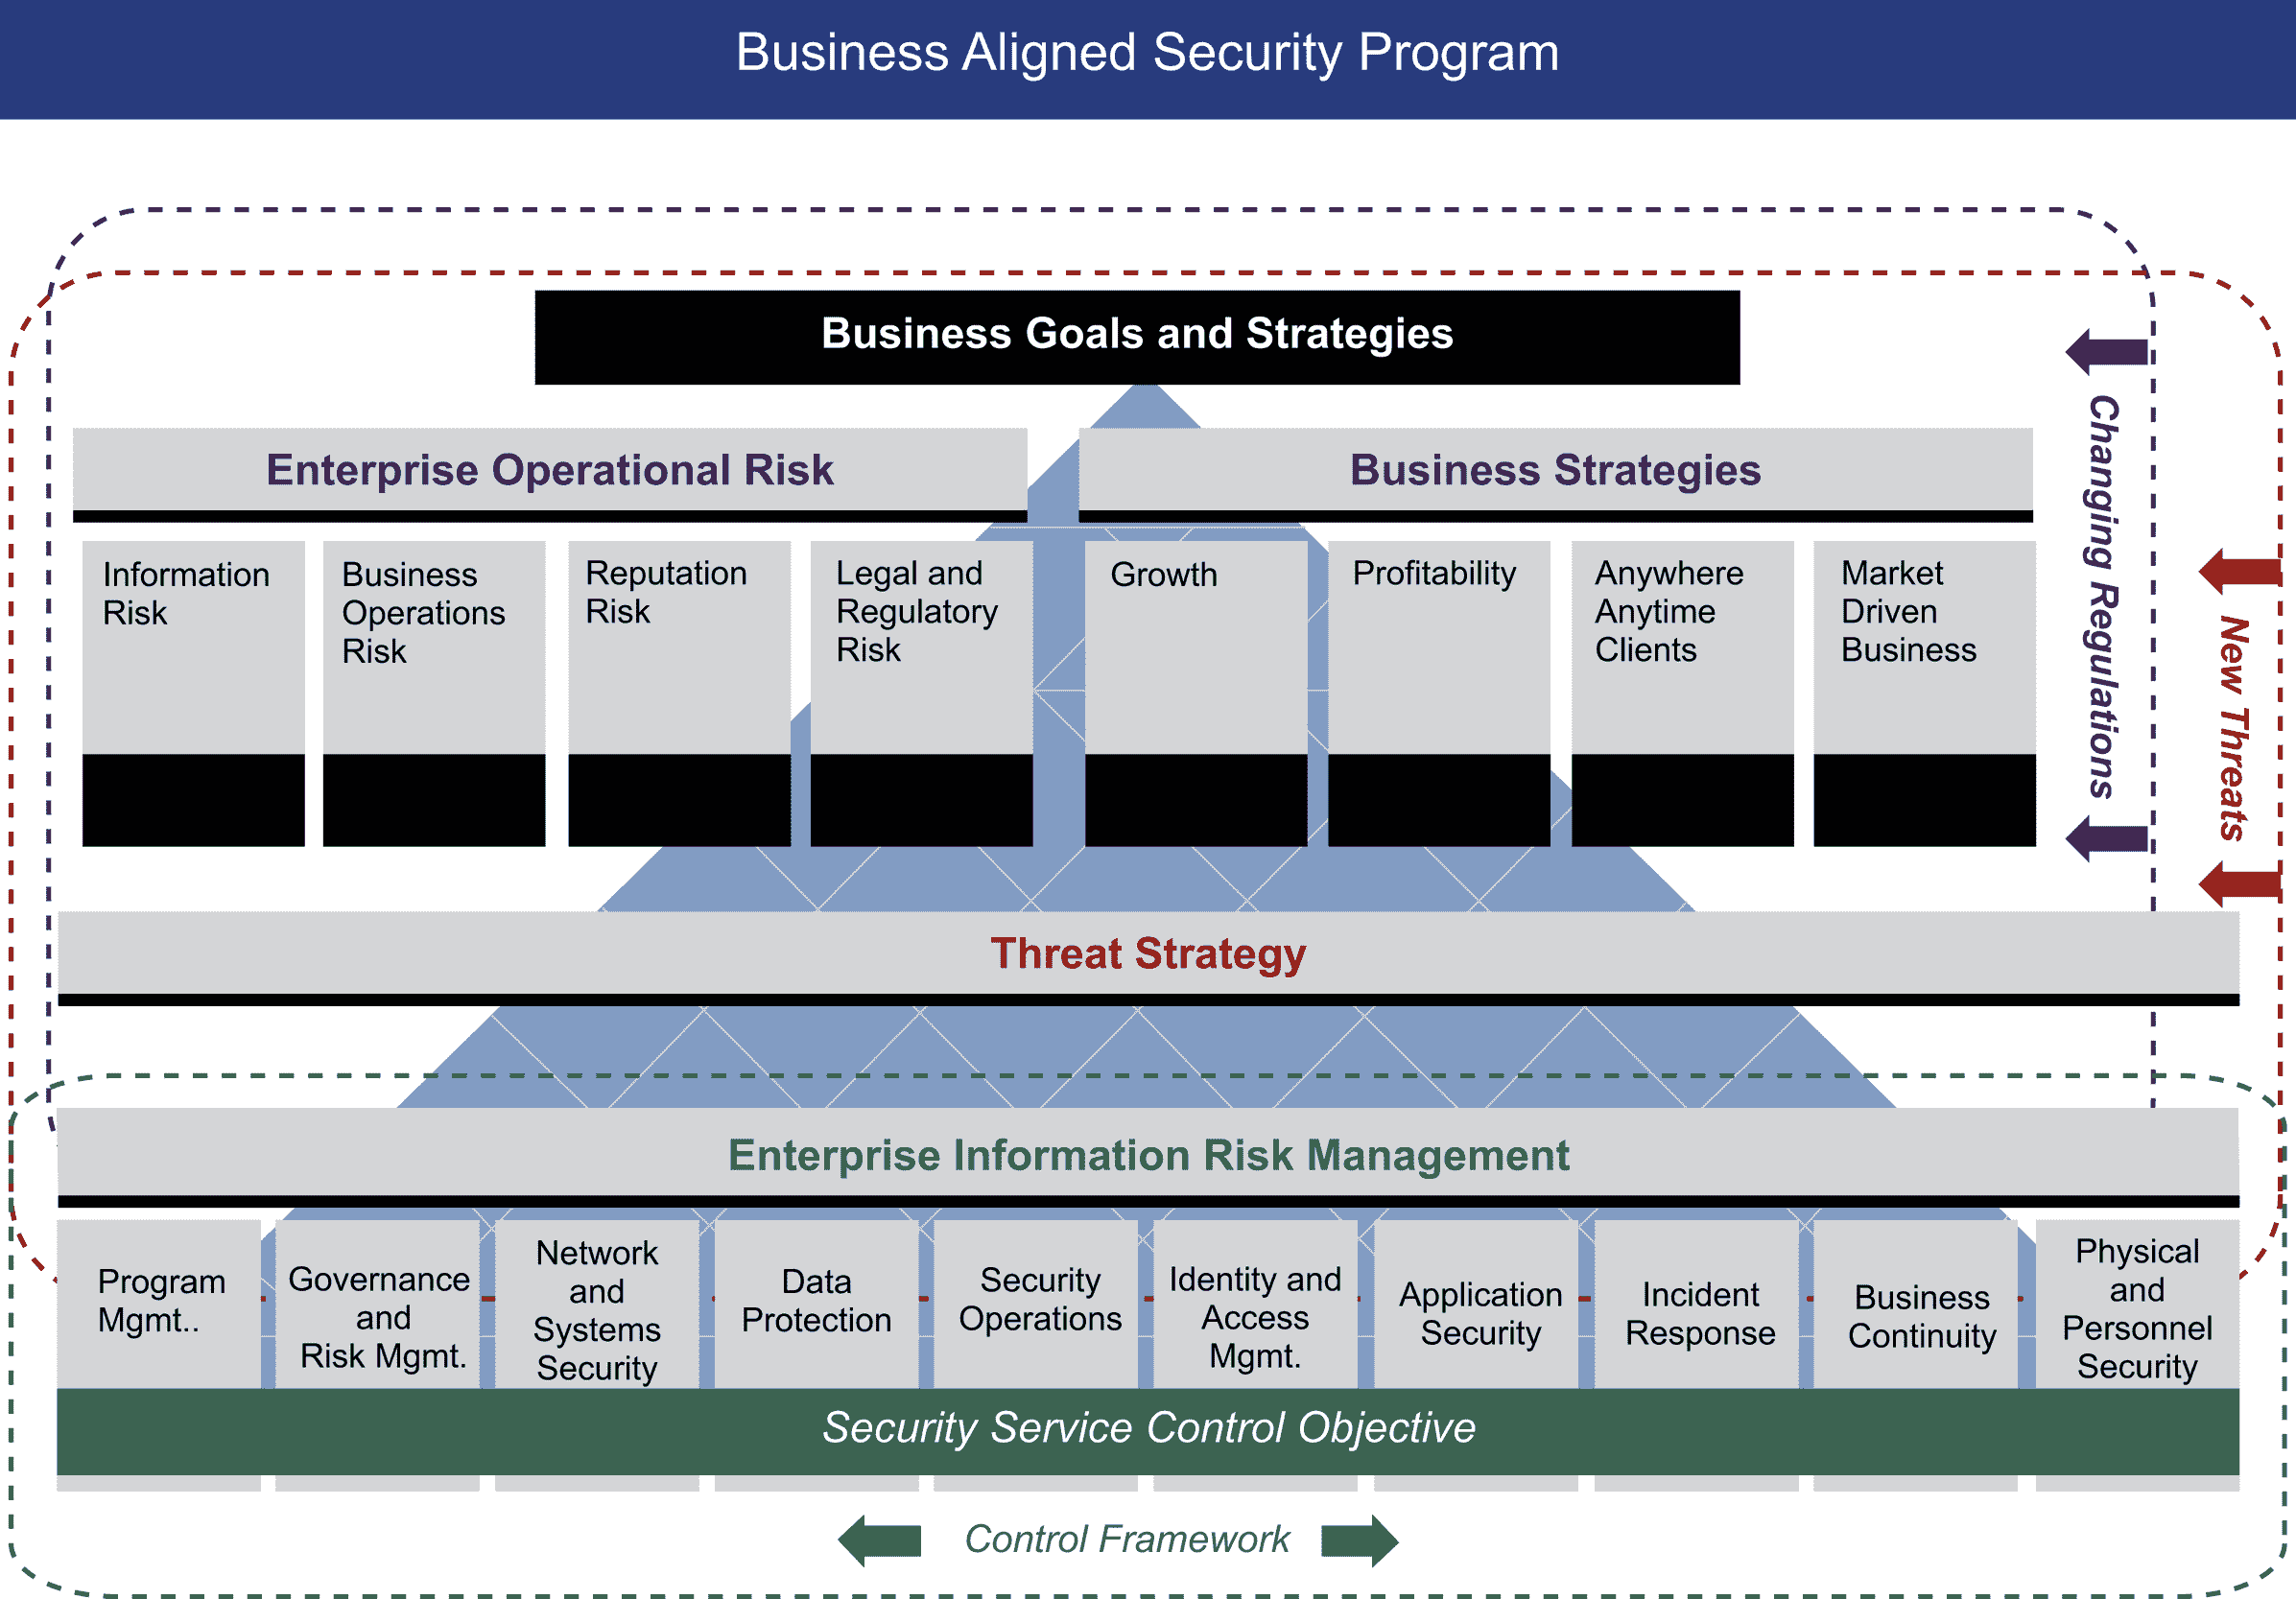 Business Aligned Security Program
Business Goals and Strategies
Enterprise Operational Risk
Business Strategies
Information
Risk
Business
Operations
Risk
Reputation
Risk
Legal and
Regulatory
Risk
Growth
Profitability
Anywhere
Anytime
Clients
Market
Driven
Business
Changing Regulations
New Threats
Threat Strategy
Enterprise Information Risk Management
Program
Mgmt..
Governance
and
Risk Mgmt.
Network
and
Systems
Security
Data
Protection
Security
Operations
Identity and
Access
Mgmt.
Application
Security
Incident
Response
Business
Continuity
Physical
and
Personnel
Security
Security Service Control Objective
Control Framework